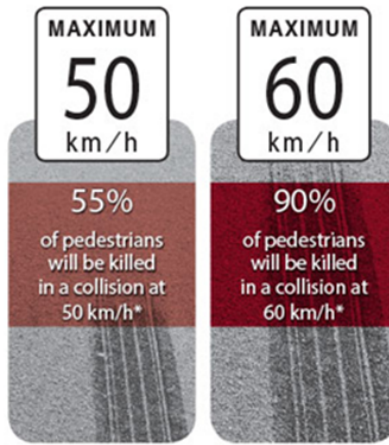 MAXIMUM
50
km/h
55%
of pedestrians
will be killed
in a collision at
50 km/h*
MAXIMUM
60
km/h
90%
of pedestrians
will be killed
in a collision at
60 km/h*